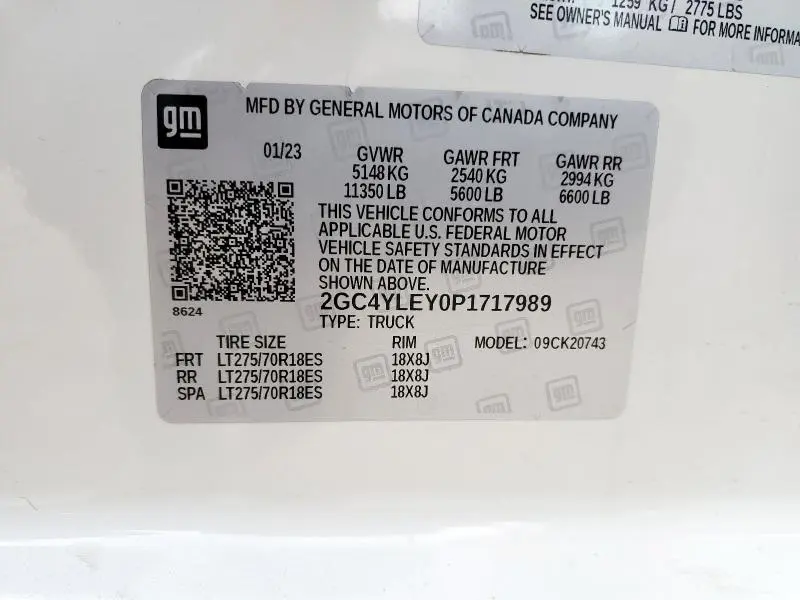 1259 KG / 2775 LBS
SEE OWNER'S MANUAL FOR MORE INFORMA
gm
MFD BY GENERAL MOTORS OF CANADA COMPANY
01/23 GVWR GAWR FRT GAWR RR
5148 KG 2540 KG 2994 KG
11350 LB 5600 LB 6600 LB
THIS VEHICLE CONFORMS TO ALL
APPLICABLE U.S. FEDERAL MOTOR
VEHICLE SAFETY STANDARDS IN EFFECT
ON THE DATE OF MANUFACTURE
SHOWN ABOVE.
8624
2GC4YLEY0P1717989
TYPE: TRUCK
TIRE SIZE RIM MODEL: 09CK20743
FRT LT275/70R18ES 18X8J
RR LT275/70R18ES 18X8J
SPA LT275/70R18ES 18X8J